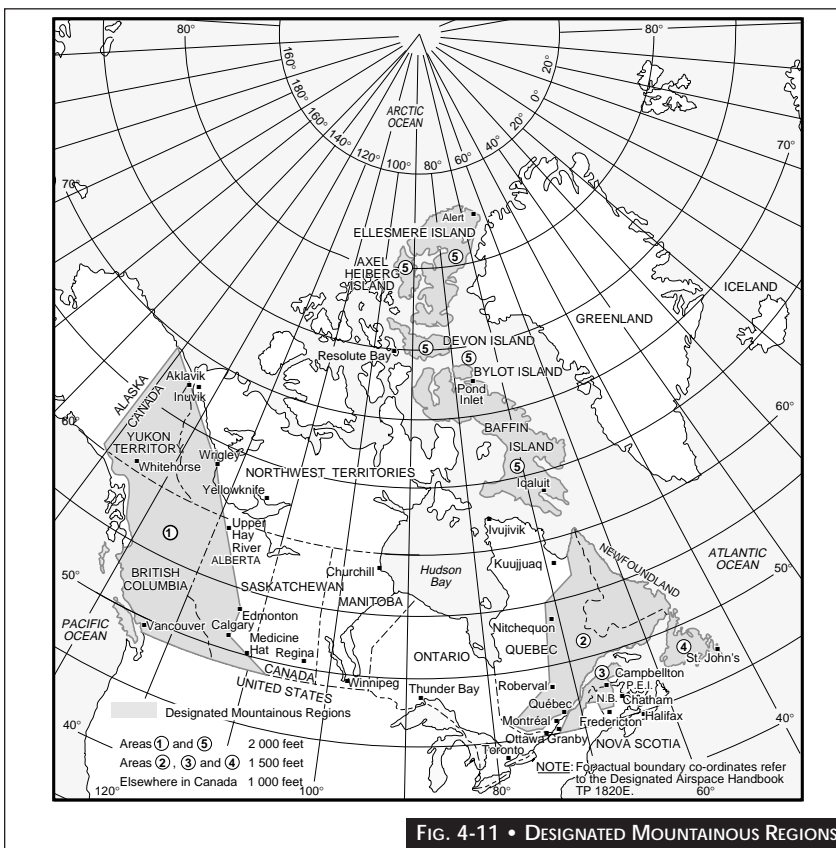 80°
80°
160°
180°
160°
140°
120°
100°
80°
60°
40°
20°
0°
20°
ARCTIC
OCEAN
70°
70°
Alert
ELLESMERE ISLAND
5
AXEL
HEIBERG
ISLAND
5
ICELAND
GREENLAND
DEVON ISLAND
Resolute Bay
5
5
BYLOT ISLAND
Pond
Inlet
Aklavik
Inuvik
ALASKA
CANADA
60°
60°
BAFFIN
ISLAND
5
Iqaluit
YUKON
TERRITORY
Whitehorse
Wrigley
NORTHWEST TERRITORIES
Yellowknife
1
Upper
Hay
River
ALBERTA
Ivujivik
Kuujjuaq
NEWFOUNDLAND
ATLANTIC
OCEAN
50°
50°
BRITISH
COLUMBIA
SASKATCHEWAN
Churchill
Hudson
Bay
MANITOBA
PACIFIC
OCEAN
Vancouver
Edmonton
Calgary
Medicine
Hat
Regina
Nitchequon
QUEBEC
2
4
St. John's
ONTARIO
CANADA
UNITED STATES
Winnipeg
Thunder Bay
Roberval
3
Campbellton
P.E.I.
N.B.
Chatham
Québec
Montréal
Fredericton
Halifax
Ottawa
Granby
NOVA SCOTIA
Toronto
40°
40°
Designated Mountainous Regions
Areas 1 and 5 2 000 feet
Areas 2, 3 and 4 1 500 feet
Elsewhere in Canada 1 000 feet
NOTE: For actual boundary co-ordinates refer
to the Designated Airspace Handbook
TP 1820E.
120°
100°
80°
60°
FIG. 4-11 • DESIGNATED MOUNTAINOUS REGIONS